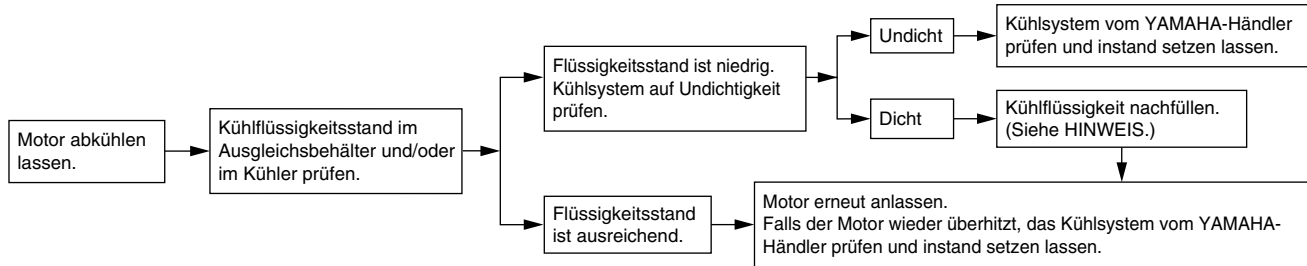 Motor abkühlen
lassen.
Kühlflüssigkeitsstand im
Ausgleichsbehälter und/oder
im Kühler prüfen.
Flüssigkeitsstand ist niedrig.
Kühlsystem auf Undichtigkeit
prüfen.
Undicht
Kühlsystem vom YAMAHA-Händler
prüfen und instand setzen lassen.
Dicht
Kühlflüssigkeit nachfüllen.
(Siehe HINWEIS.)
Flüssigkeitsstand
ist ausreichend.
Motor erneut anlassen.
Falls der Motor wieder überhitzt, das Kühlsystem vom YAMAHA-
Händler prüfen und instand setzen lassen.